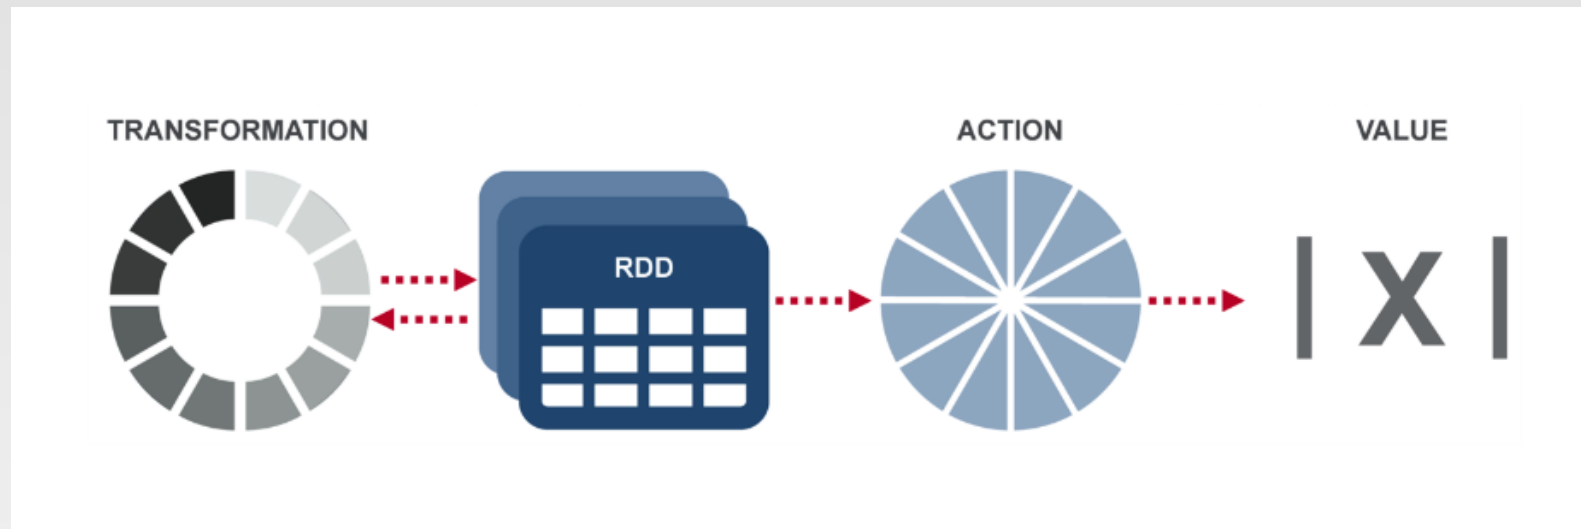 TRANSFORMATION
ACTION
VALUE
RDD
| X |